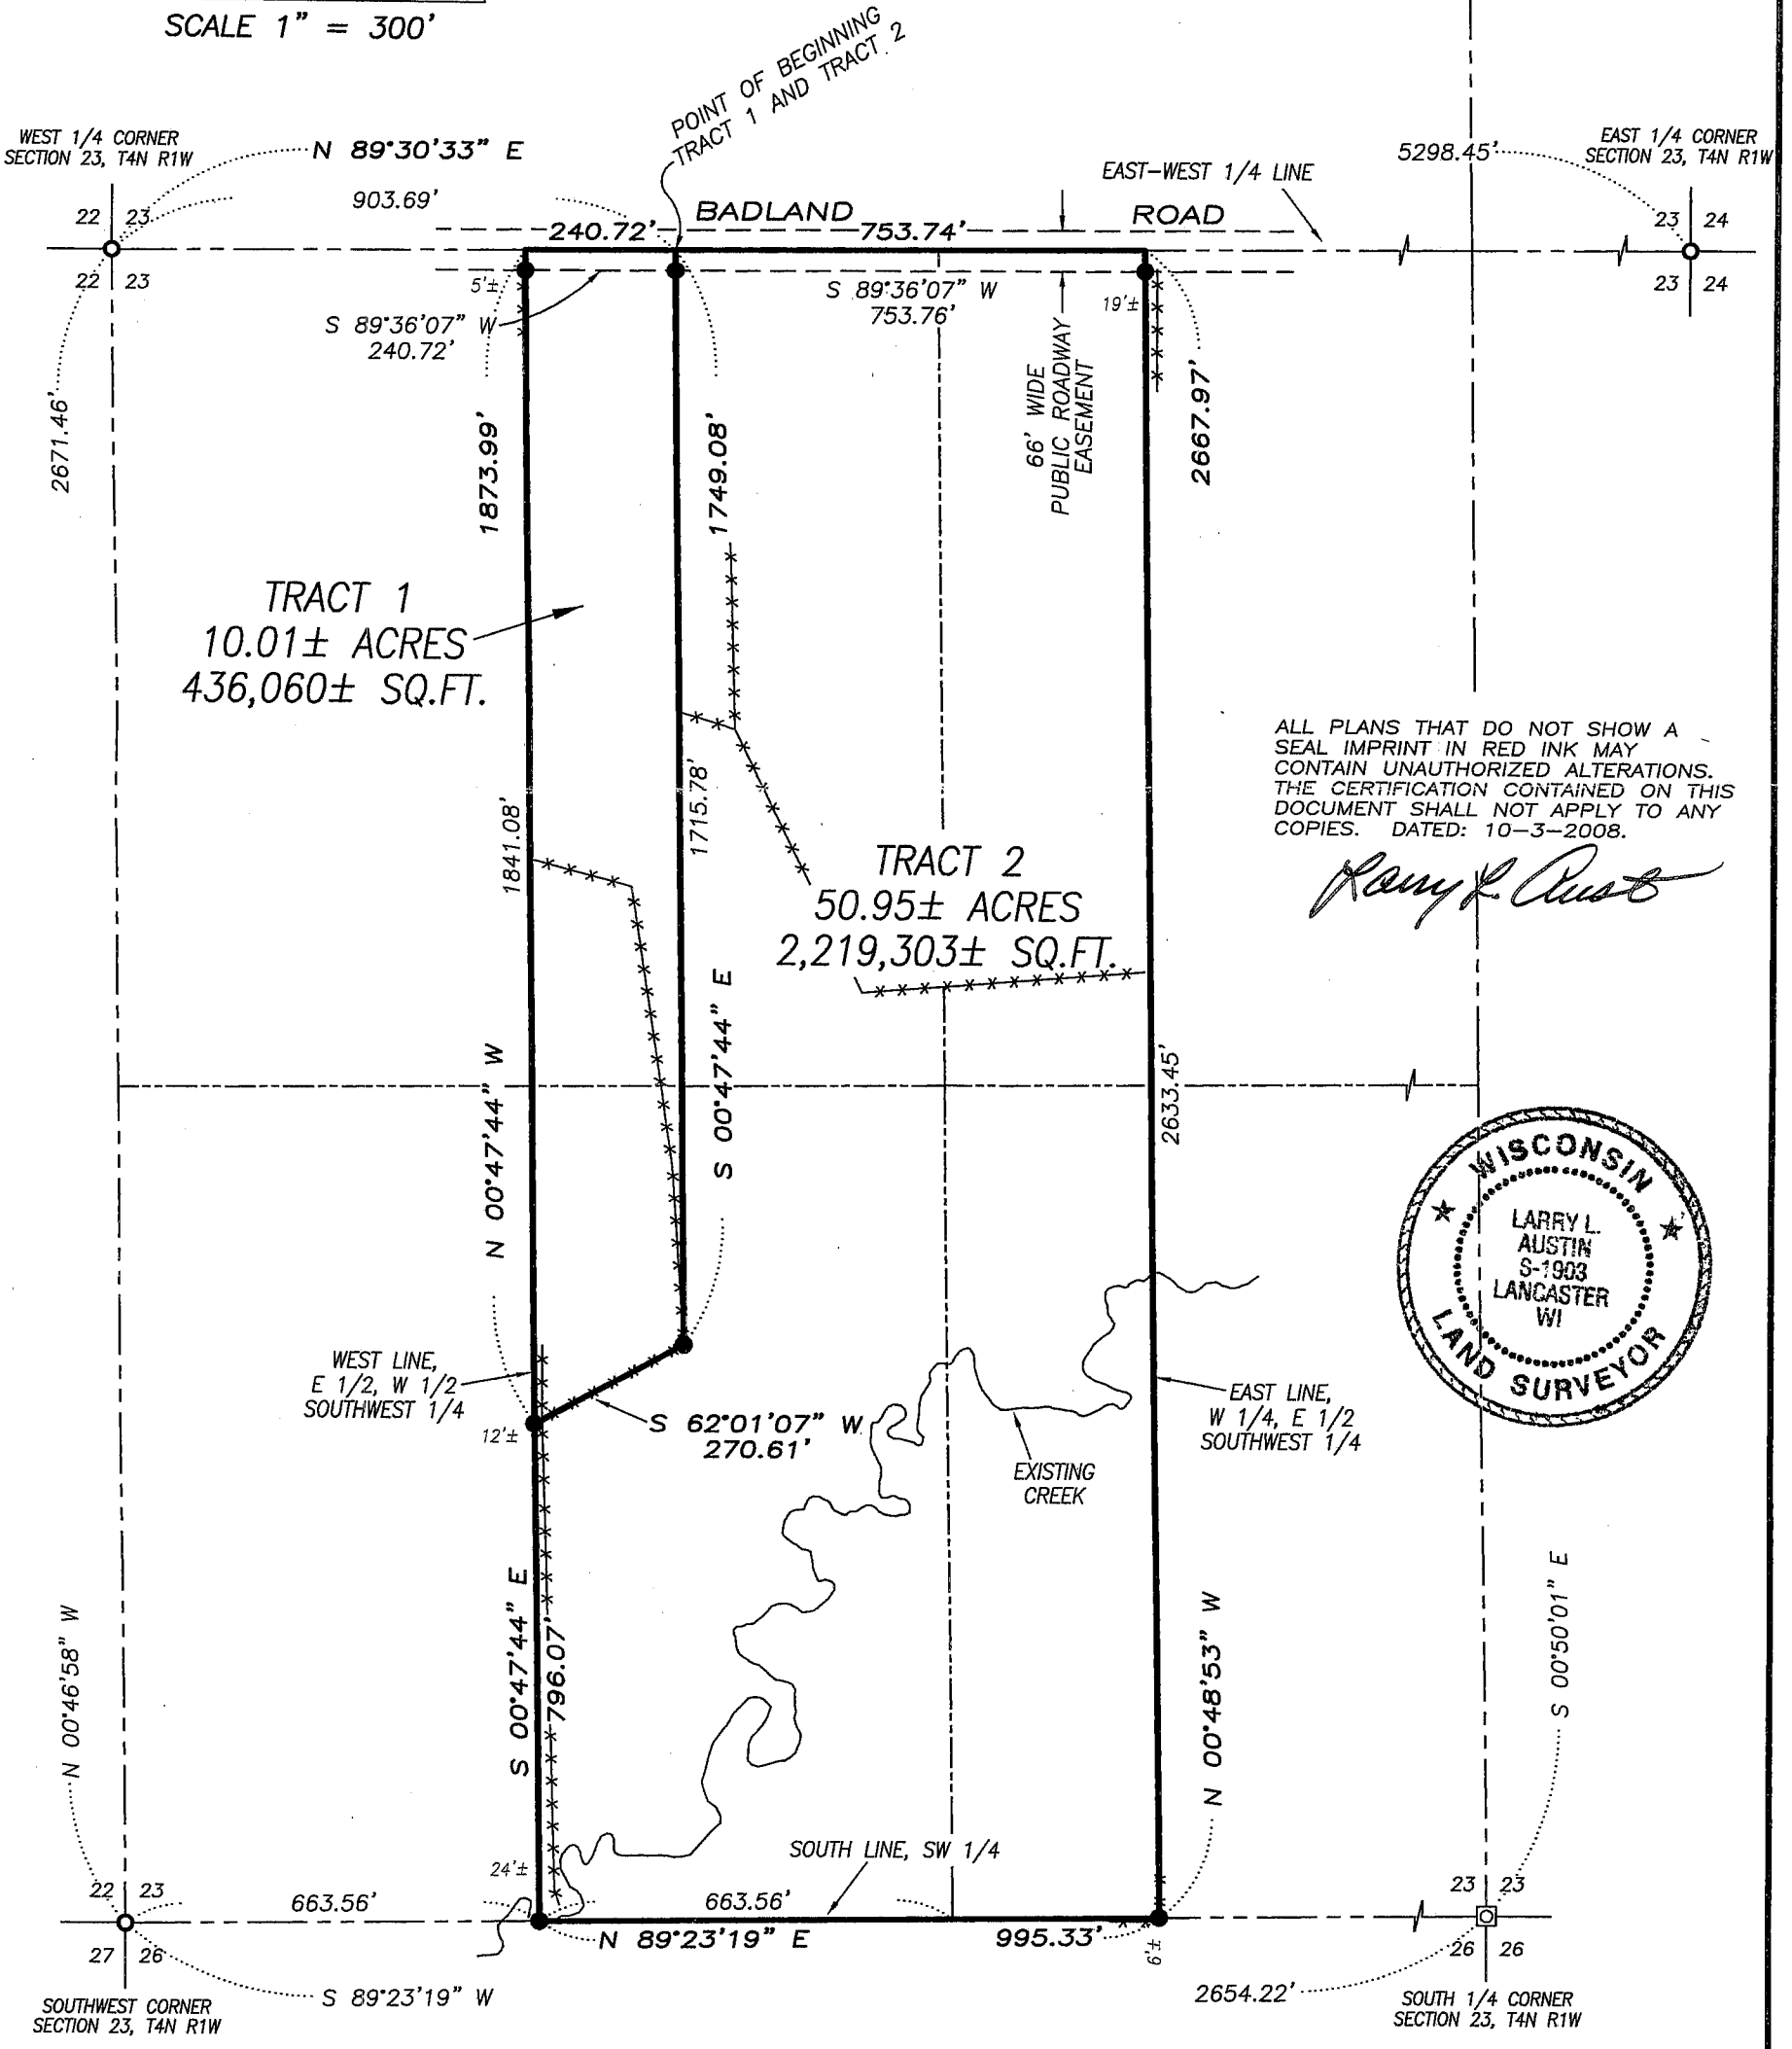 SCALE 1" = 300'
POINT OF BEGINNING
TRACT 1 AND TRACT 2
WEST 1/4 CORNER
SECTION 23, T4N R1W
N 89°30'33" E
903.69'
5298.45'
EAST 1/4 CORNER
SECTION 23, T4N R1W
EAST-WEST 1/4 LINE
22 23
22 23
BADLAND ROAD
240.72'
753.74'
23 24
23 24
5'±
S 89°36'07" W
240.72'
S 89°36'07" W
753.76'
19'±
66' WIDE
PUBLIC ROADWAY
EASEMENT
2671.46'
1873.99'
1749.08'
2667.97'
TRACT 1
10.01± ACRES
436,060± SQ.FT.
1841.08'
1715.78'
ALL PLANS THAT DO NOT SHOW A
SEAL IMPRINT IN RED INK MAY
CONTAIN UNAUTHORIZED ALTERATIONS.
THE CERTIFICATION CONTAINED ON THIS
DOCUMENT SHALL NOT APPLY TO ANY
COPIES. DATED: 10-3-2008.
Larry L. Austin
TRACT 2
50.95± ACRES
2,219,303± SQ.FT.
N 00°47'44" W
S 00°47'44" E
2633.45'
WISCONSIN
LARRY L.
AUSTIN
S-1903
LANCASTER
WI
LAND SURVEYOR
WEST LINE,
E 1/2, W 1/2
SOUTHWEST 1/4
12'±
S 62°01'07" W
270.61'
EAST LINE,
W 1/4, E 1/2
SOUTHWEST 1/4
EXISTING
CREEK
N 00°46'58" W
S 00°47'44" E
796.07'
N 00°48'53" W
S 00°50'01" E
24'±
SOUTH LINE, SW 1/4
22 23
27 26
663.56'
663.56'
N 89°23'19" E
995.33'
6'±
23 23
26 26
S 89°23'19" W
2654.22'
SOUTHWEST CORNER
SECTION 23, T4N R1W
SOUTH 1/4 CORNER
SECTION 23, T4N R1W